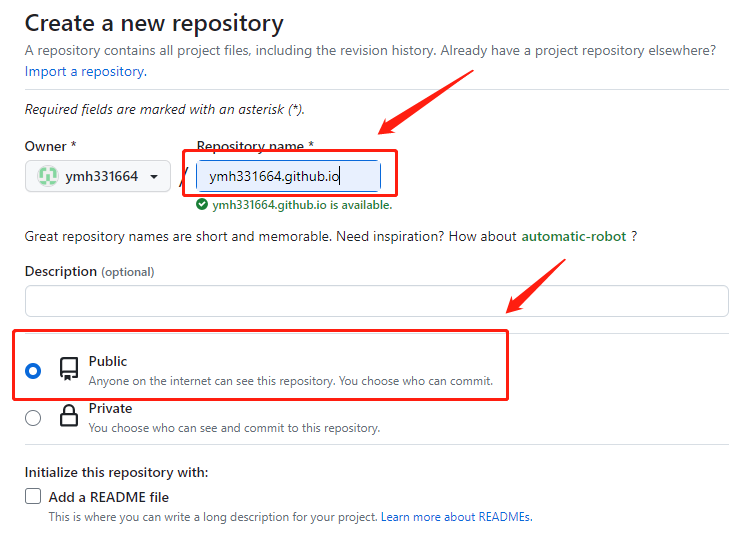 Create a new repository
A repository contains all project files, including the revision history. Already have a project repository elsewhere?
Import a repository.
Required fields are marked with an asterisk (*).
Owner *
Repository name *
ymh331664
/
ymh331664.github.io
ymh331664.github.io is available.
Great repository names are short and memorable. Need inspiration? How about automatic-robot ?
Description (optional)
Public
Anyone on the internet can see this repository. You choose who can commit.
Private
You choose who can see and commit to this repository.
Initialize this repository with:
Add a README file
This is where you can write a long description for your project. Learn more about READMEs.